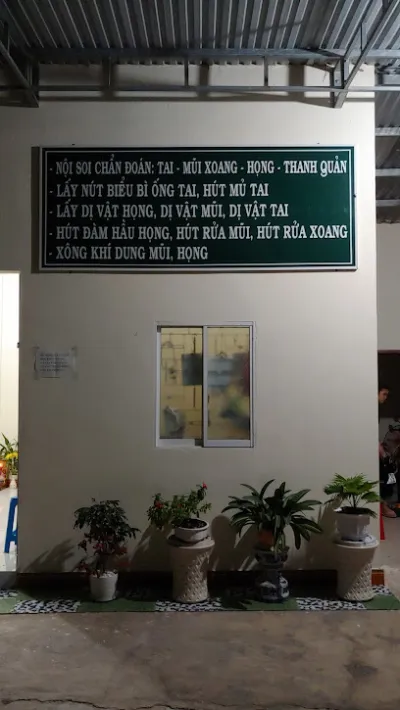 - NỘI SOI CHẨN ĐOÁN: TAI - MŨI XOANG - HỌNG - THANH QUẢN
- LẤY NÚT BIỂU BÌ ỐNG TAI, HÚT MỦ TAI
- LẤY DỊ VẬT HỌNG, DỊ VẬT MŨI, DỊ VẬT TAI
- HÚT ĐÀM HẦU HỌNG, HÚT RỬA MŨI, HÚT RỬA XOANG
- XÔNG KHÍ DUNG MŨI, HỌNG